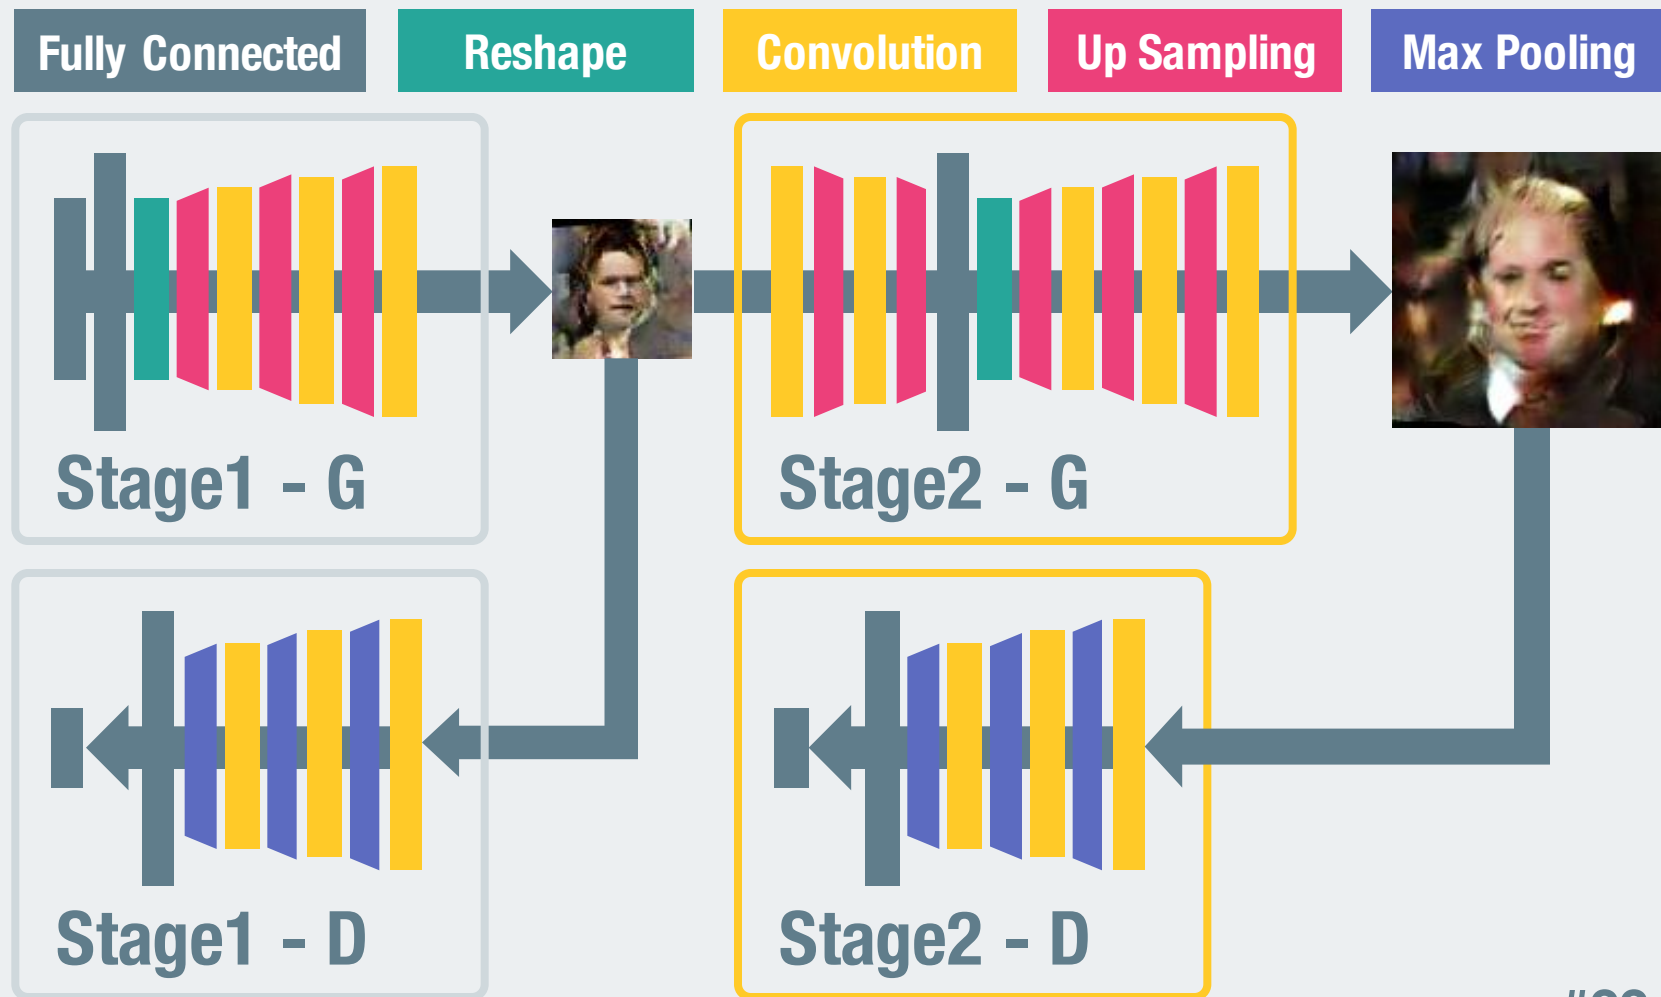 Fully Connected
Reshape
Convolution
Up Sampling
Max Pooling
Stage1 - G
Stage2 - G
Stage1 - D
Stage2 - D